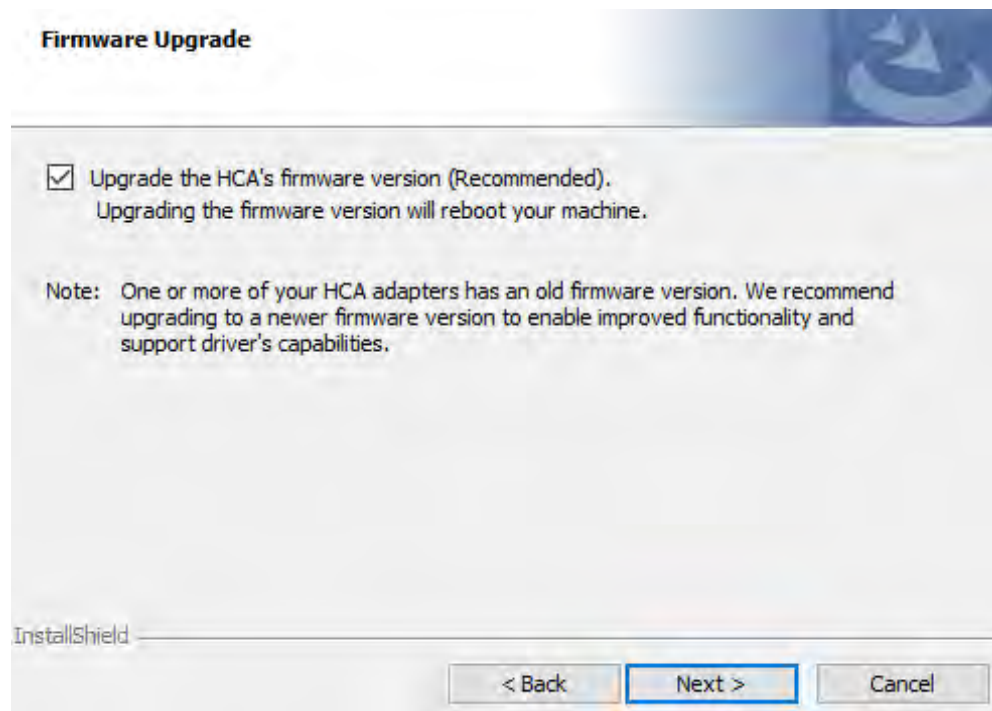 Firmware Upgrade
Upgrade the HCA's firmware version (Recommended).
Upgrading the firmware version will reboot your machine.
Note: One or more of your HCA adapters has an old firmware version. We recommend
upgrading to a newer firmware version to enable improved functionality and
support driver's capabilities.
InstallShield
< Back Next > Cancel